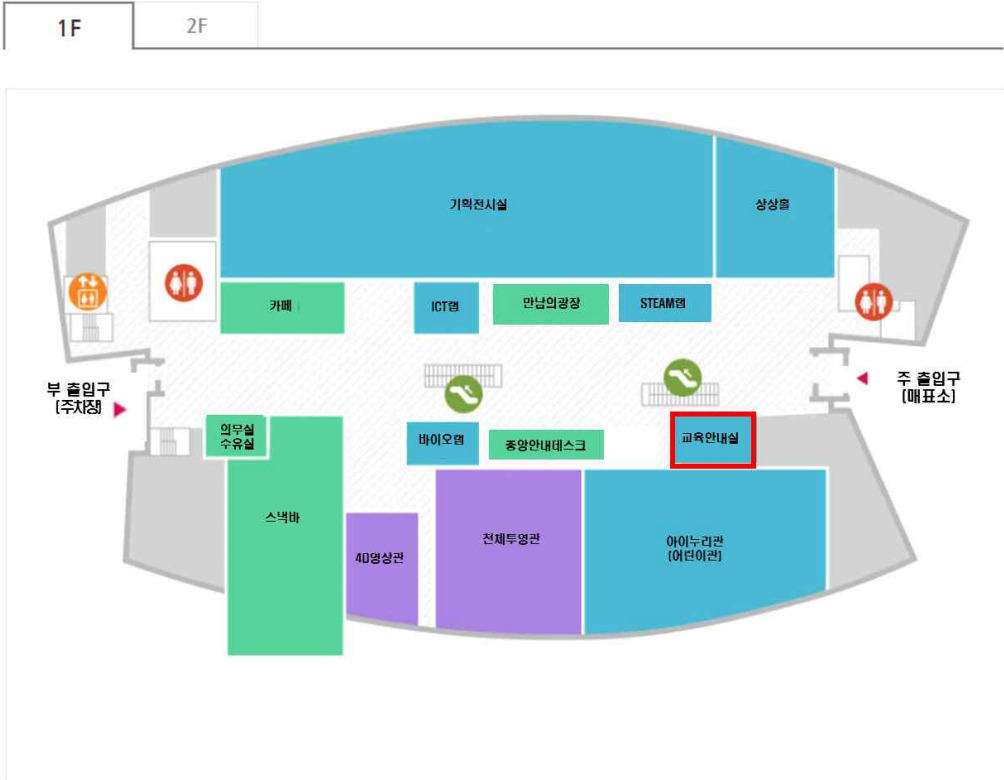 1F
2F
기획전시실
상상홀
카페
ICT랩
만남의광장
STEAM랩
부 출입구
(주차장)
주 출입구
(매표소)
의무실
수유실
바이오랩
중앙안내데스크
교육안내실
스낵바
4D영상관
천체투영관
아이누리관
(어린이관)